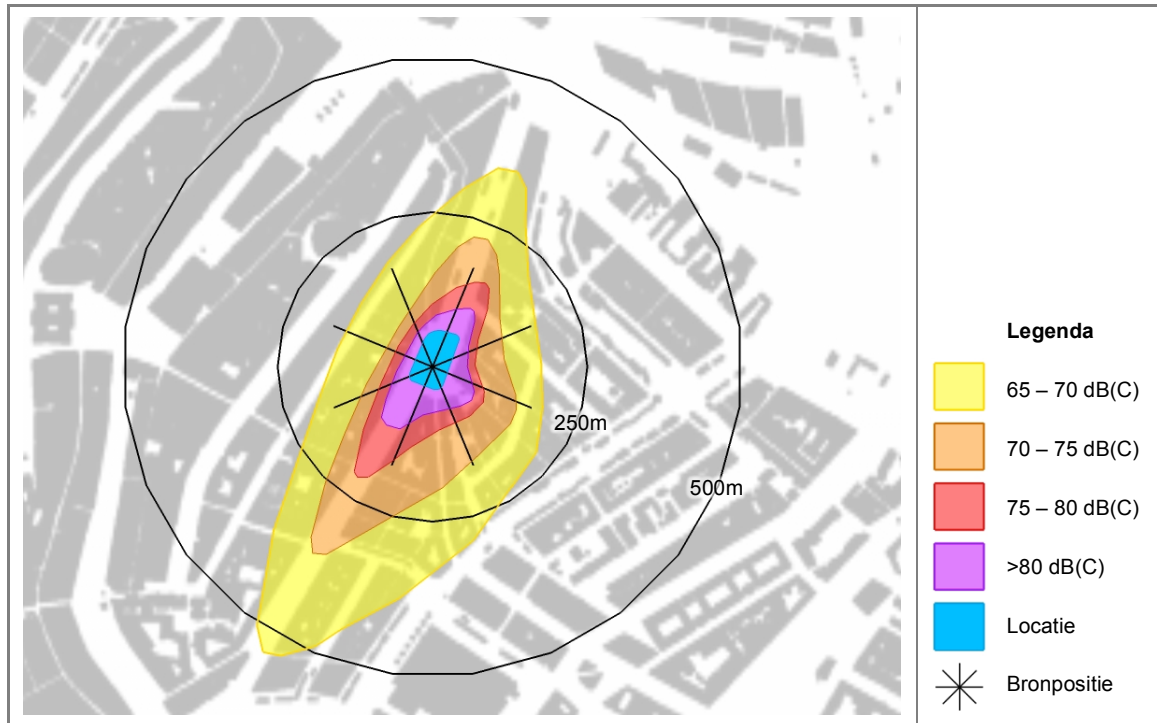 250m
500m
Legenda
65 – 70 dB(C)
70 – 75 dB(C)
75 – 80 dB(C)
>80 dB(C)
Locatie
Bronpositie